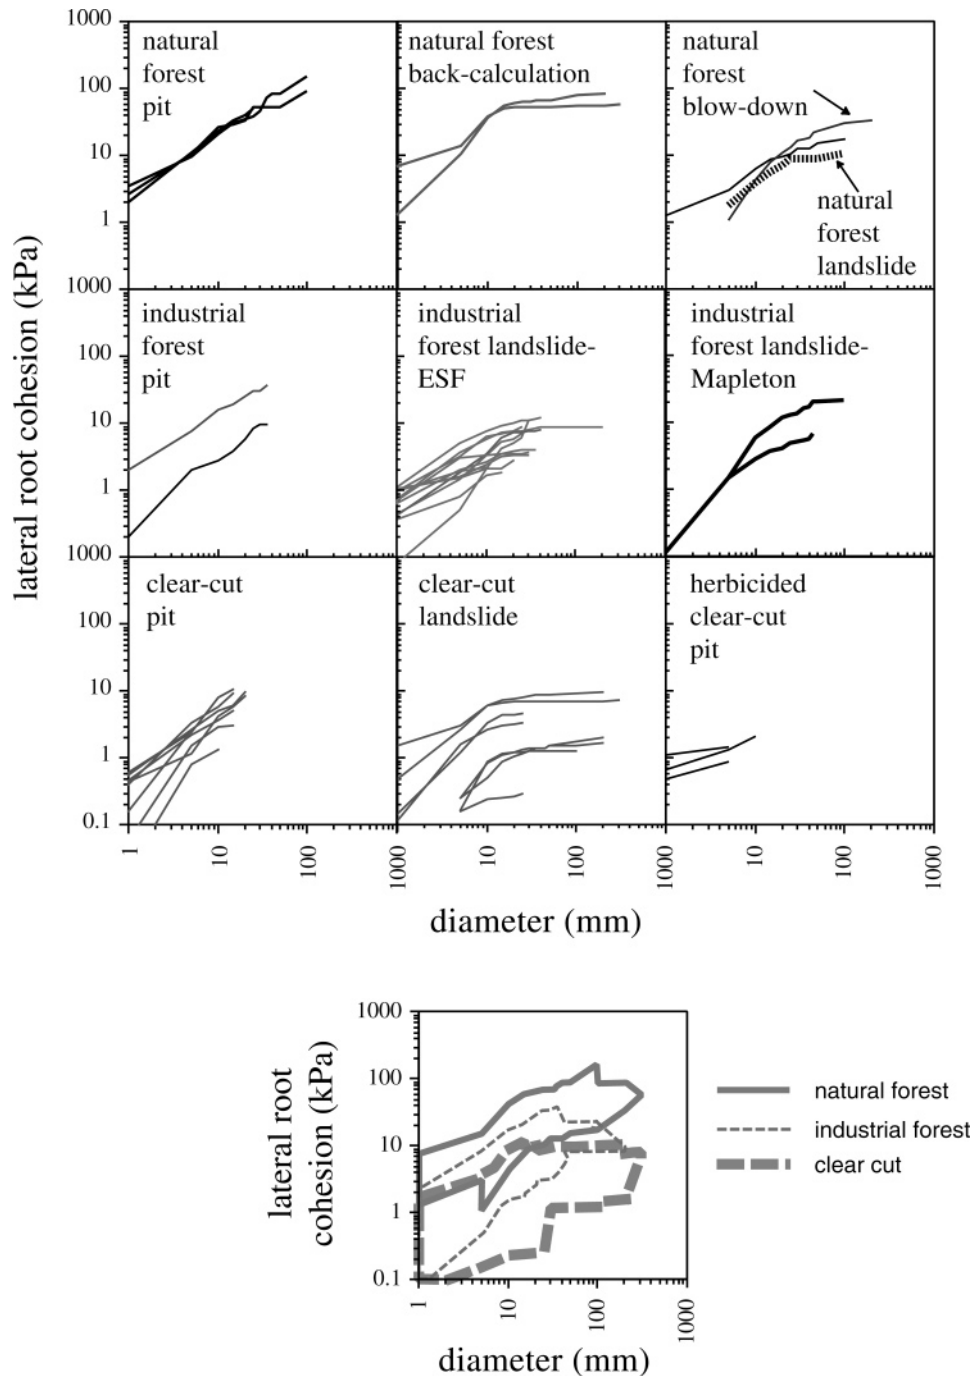 lateral root cohesion (kPa)
1000
100
10
1
1000
100
10
1
1000
100
10
1
0.1
natural
forest
pit
natural forest
back-calculation
natural
forest
blow-down
natural
forest
landslide
industrial
forest
pit
industrial
forest landslide-
ESF
industrial
forest landslide-
Mapleton
clear-cut
pit
clear-cut
landslide
herbicided
clear-cut
pit
1
10
100
1000
10
100
1000
10
100
1000
diameter (mm)
lateral root
cohesion (kPa)
1000
100
10
1
0.1
1
10
100
1000
diameter (mm)
natural forest
industrial forest
clear cut